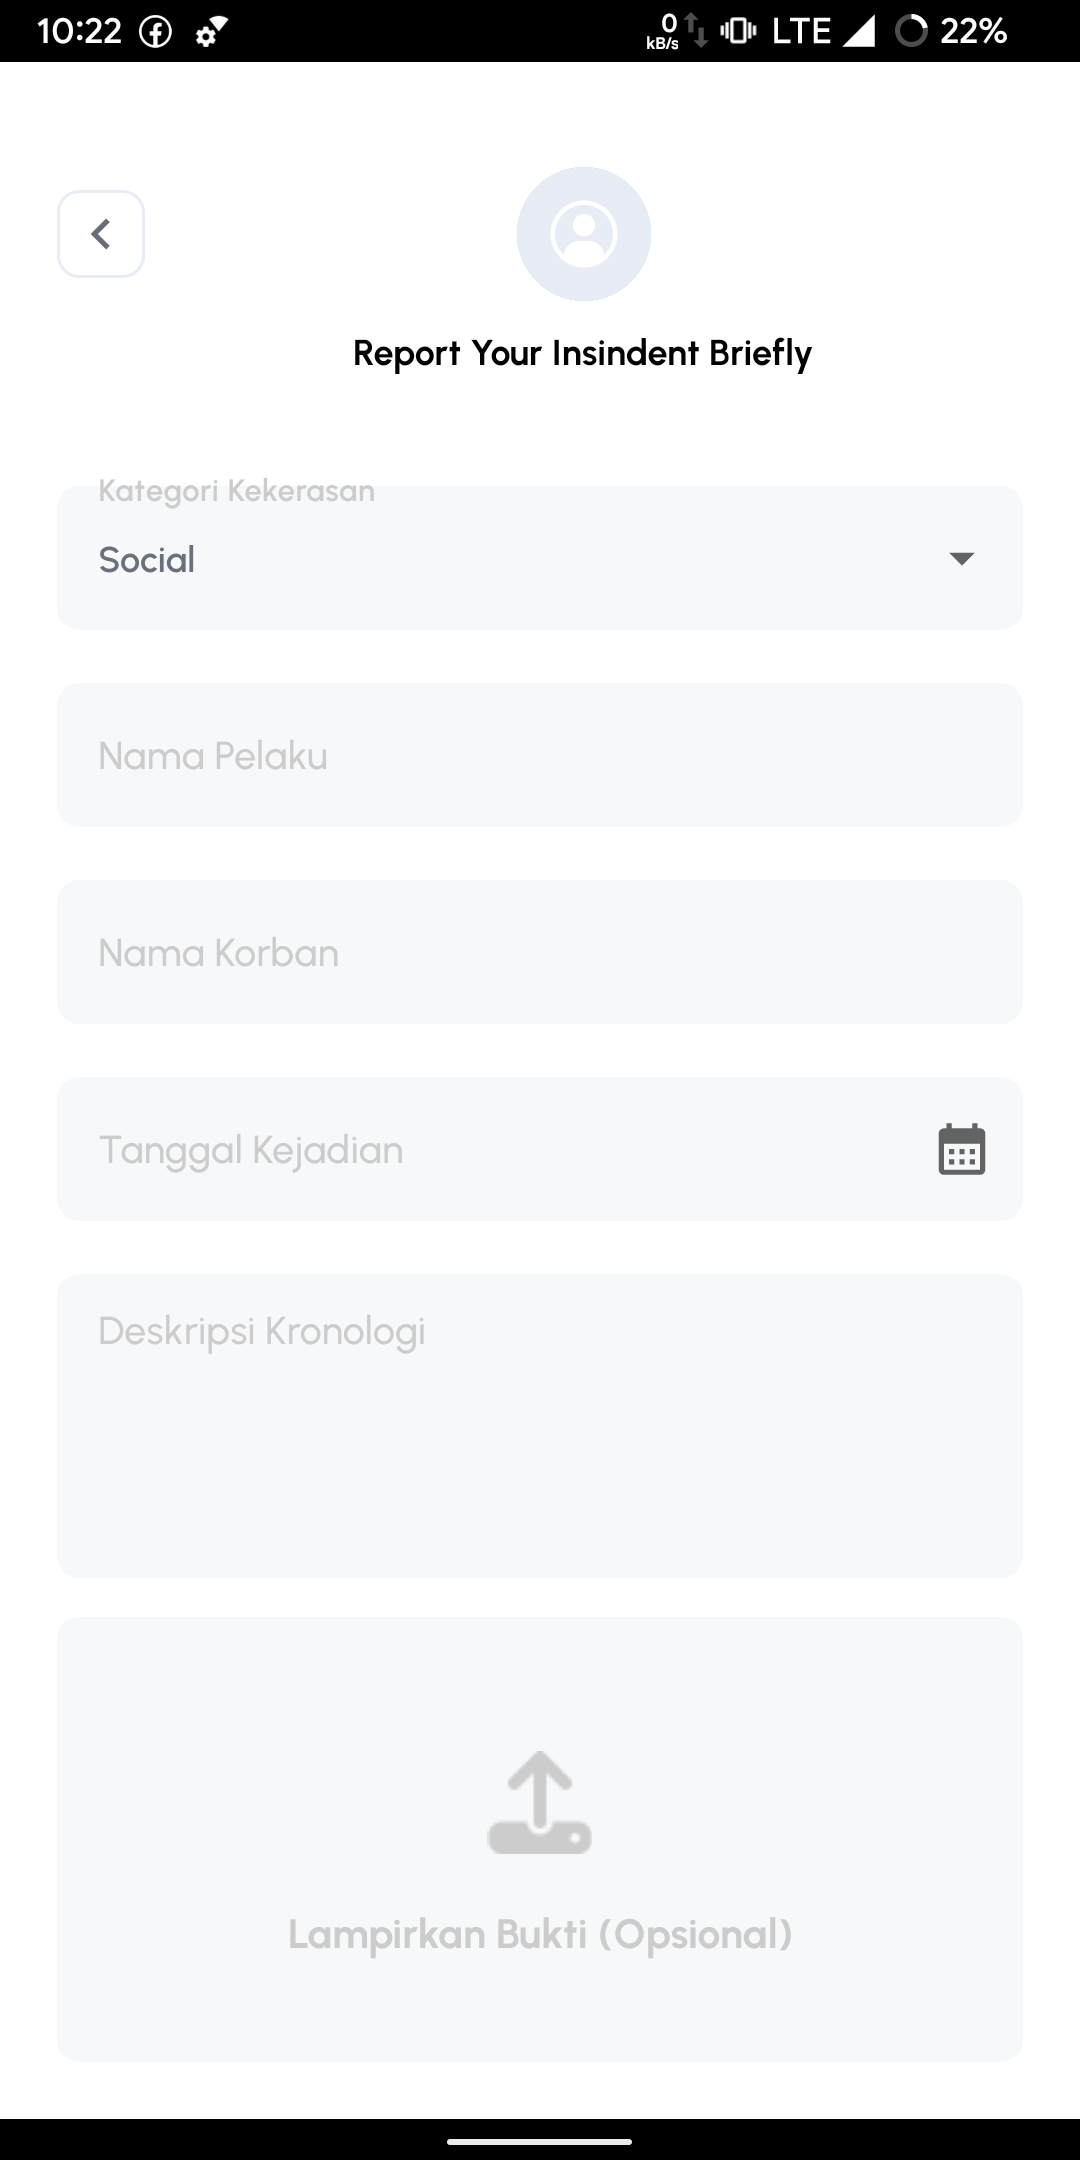 10:22
0
kB/s
LTE
22%
Report Your Insindent Briefly
Kategori Kekerasan
Social
Nama Pelaku
Nama Korban
Tanggal Kejadian
Deskripsi Kronologi
Lampirkan Bukti (Opsional)